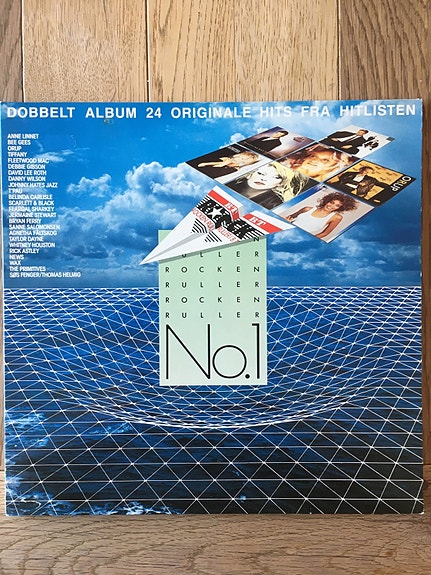 DOBBELT ALBUM 24 ORIGINALE HITS FRA HITLISTEN
ANNE LINNET
BEE GEES
ORUP
TIFFANY
FLEETWOOD MAC
DEBBIE GIBSON
DAVID LEE ROTH
DANNY WILSON
JOHNNY HATES JAZZ
T'PAU
BELINDA CARLISLE
SCARLETT & BLACK
FEARGAL SHARKEY
JERMAINE STEWART
BRYAN FERRY
SANNE SALOMONSEN
AGNETHA FÄLTSKOG
TAYLOR DAYNE
WHITNEY HOUSTON
RICK ASTLEY
NEWS
WAX
THE PRIMITIVES
SØS FENGER/THOMAS HELMIG
ORUP
RULLER
ROCKEN
RULLER
ROCKEN
RULLER
No.1